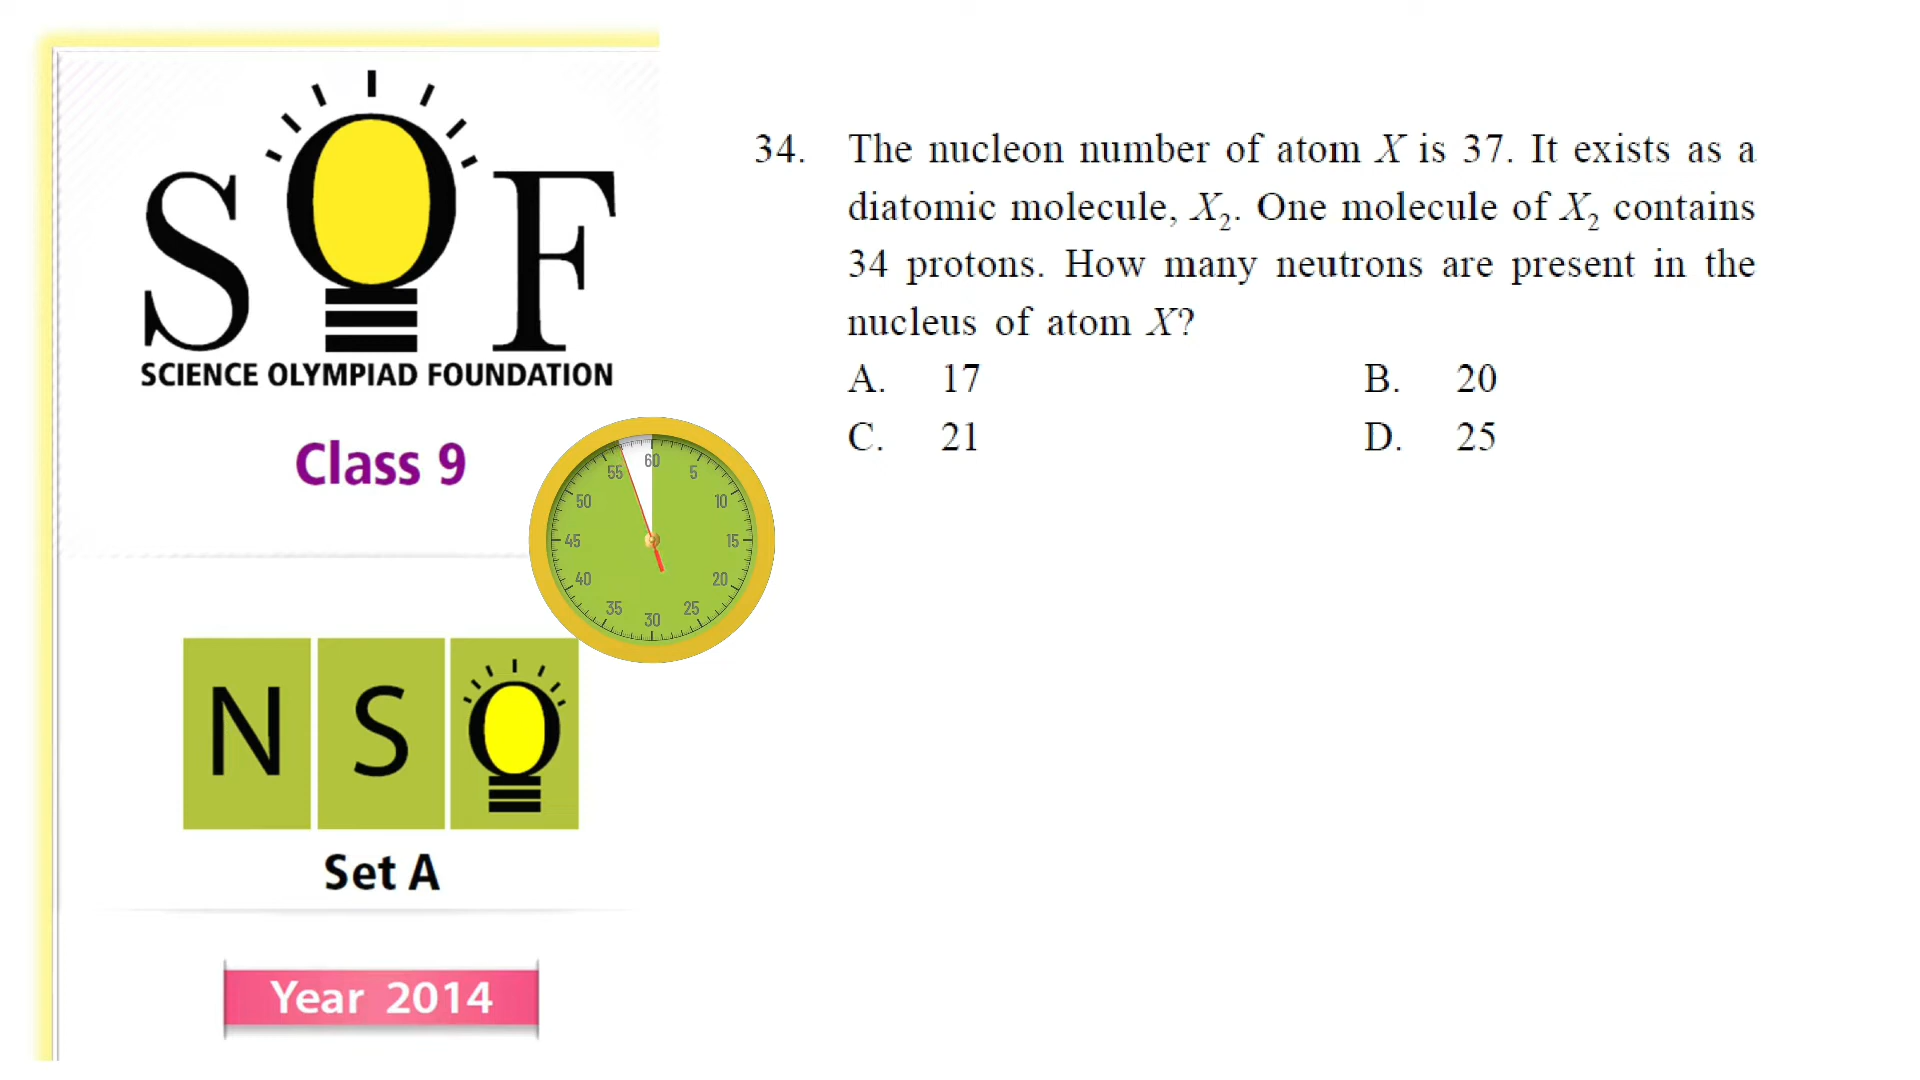 S F
SCIENCE OLYMPIAD FOUNDATION
Class 9
N S
Set A
Year 2014
60
5
10
15
20
25
30
35
40
45
50
55
34. The nucleon number of atom X is 37. It exists as a
diatomic molecule, X₂. One molecule of X₂ contains
34 protons. How many neutrons are present in the
nucleus of atom X?
A. 17 B. 20
C. 21 D. 25